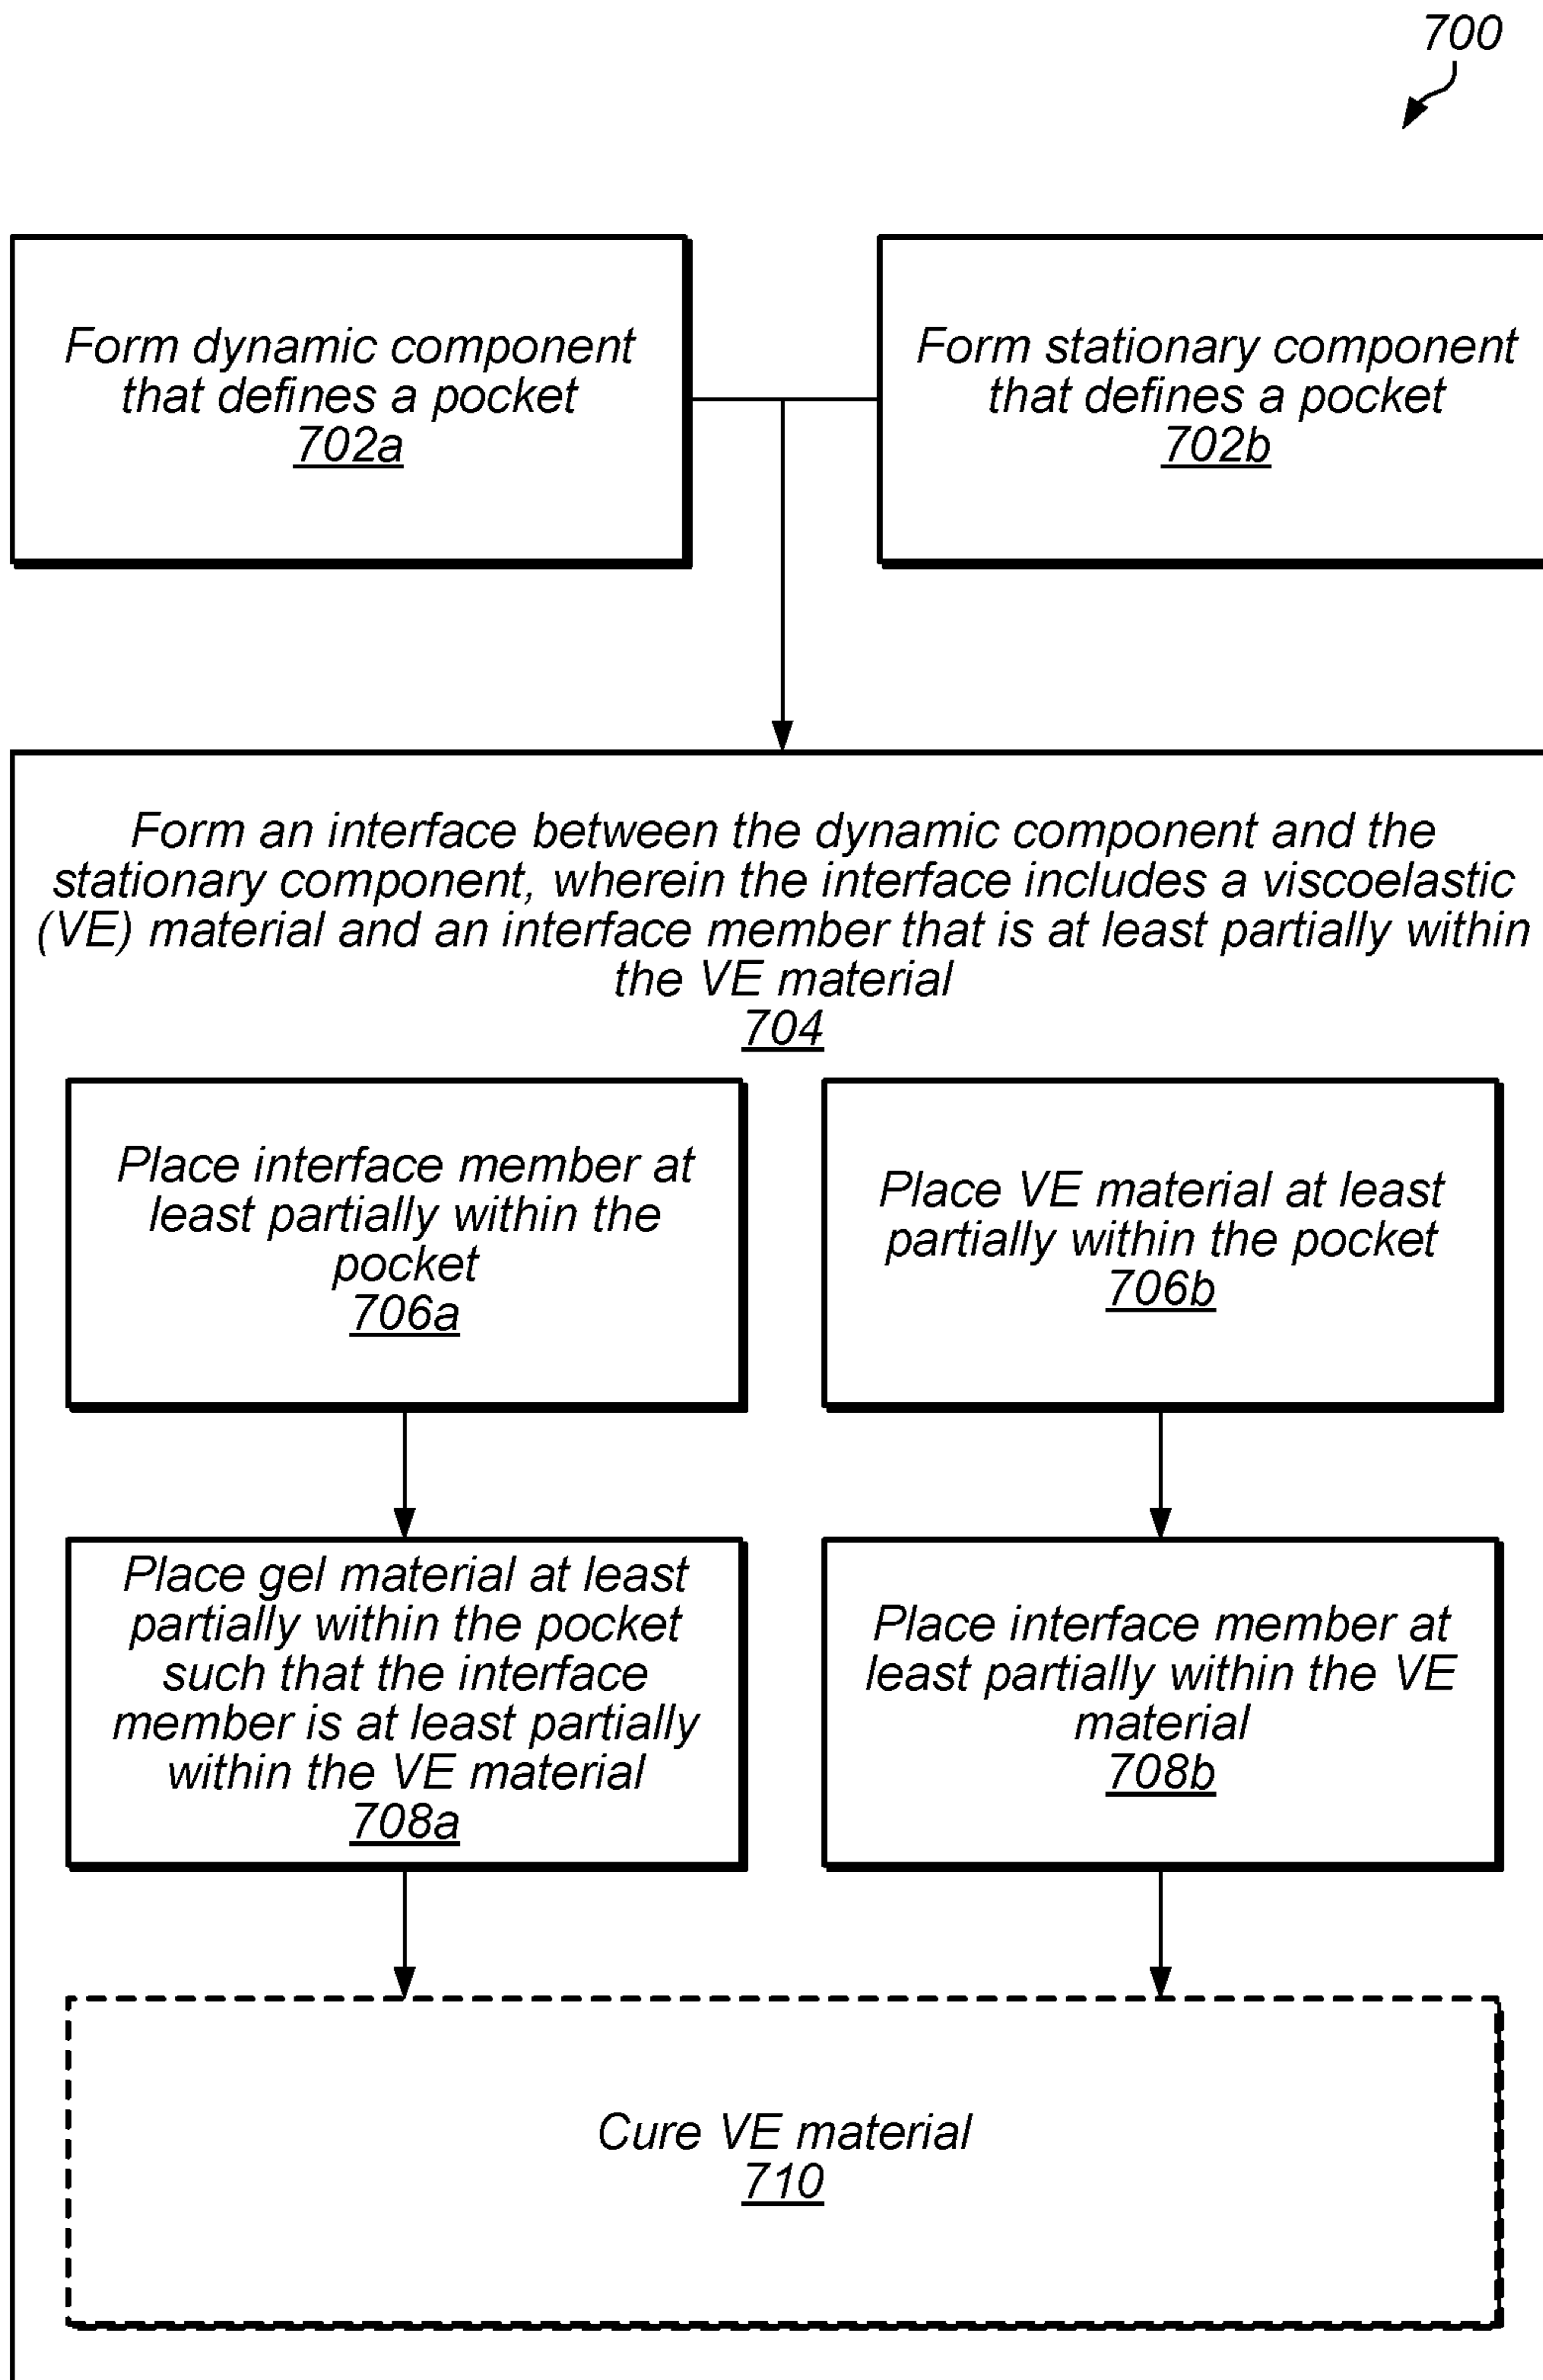 700
Form dynamic component
that defines a pocket
702a
Form stationary component
that defines a pocket
702b
Form an interface between the dynamic component and the
stationary component, wherein the interface includes a viscoelastic
(VE) material and an interface member that is at least partially within
the VE material
704
Place interface member at
least partially within the
pocket
706a
Place VE material at least
partially within the pocket
706b
Place gel material at least
partially within the pocket
such that the interface
member is at least partially
within the VE material
708a
Place interface member at
least partially within the VE
material
708b
Cure VE material
710